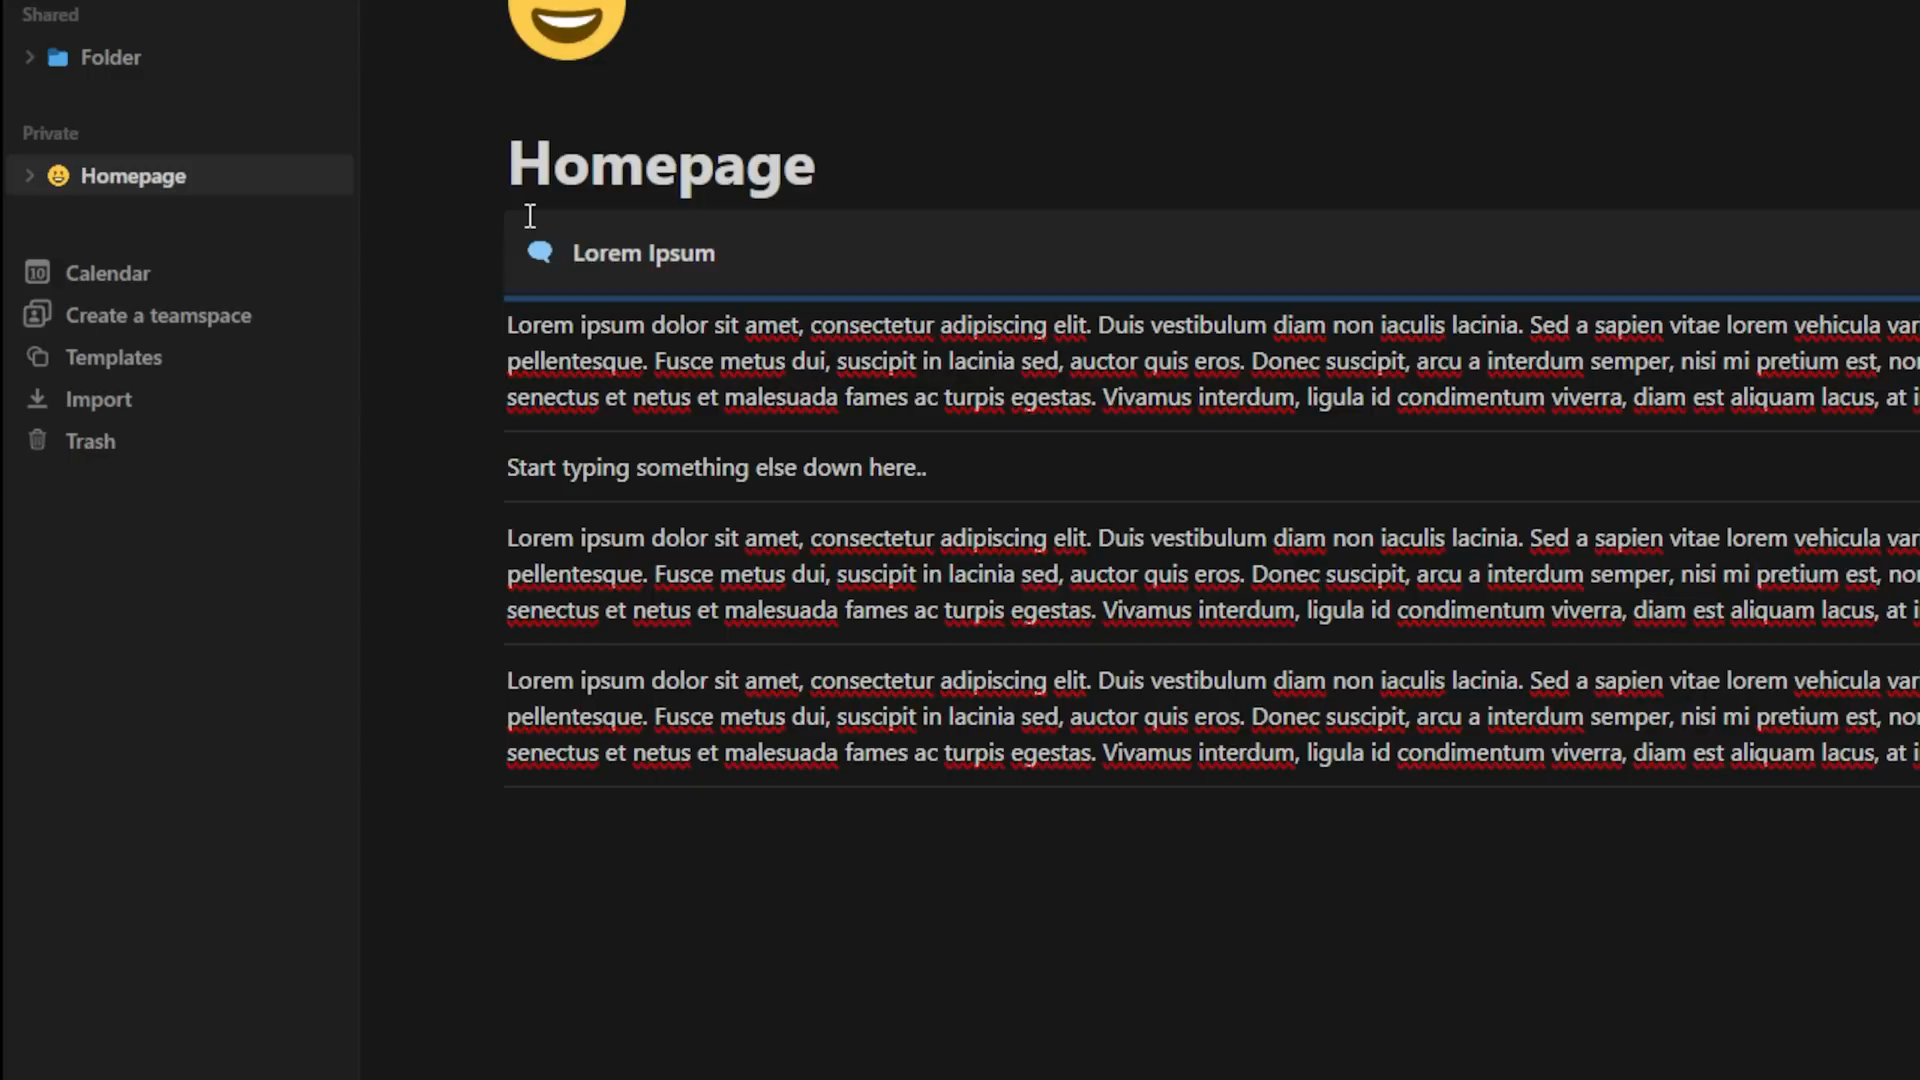 Shared
Folder
Private
Homepage
10
Calendar
Create a teamspace
Templates
Import
Trash
Homepage
Lorem Ipsum
Lorem ipsum dolor sit amet, consectetur adipiscing elit. Duis vestibulum diam non iaculis lacinia. Sed a sapien vitae lorem vehicula var
pellentesque. Fusce metus dui, suscipit in lacinia sed, auctor quis eros. Donec suscipit, arcu a interdum semper, nisi mi pretium est, no
senectus et netus et malesuada fames ac turpis egestas. Vivamus interdum, ligula id condimentum viverra, diam est aliquam lacus, at i
Start typing something else down here..
Lorem ipsum dolor sit amet, consectetur adipiscing elit. Duis vestibulum diam non iaculis lacinia. Sed a sapien vitae lorem vehicula var
pellentesque. Fusce metus dui, suscipit in lacinia sed, auctor quis eros. Donec suscipit, arcu a interdum semper, nisi mi pretium est, no
senectus et netus et malesuada fames ac turpis egestas. Vivamus interdum, ligula id condimentum viverra, diam est aliquam lacus, at i
Lorem ipsum dolor sit amet, consectetur adipiscing elit. Duis vestibulum diam non iaculis lacinia. Sed a sapien vitae lorem vehicula var
pellentesque. Fusce metus dui, suscipit in lacinia sed, auctor quis eros. Donec suscipit, arcu a interdum semper, nisi mi pretium est, no
senectus et netus et malesuada fames ac turpis egestas. Vivamus interdum, ligula id condimentum viverra, diam est aliquam lacus, at i